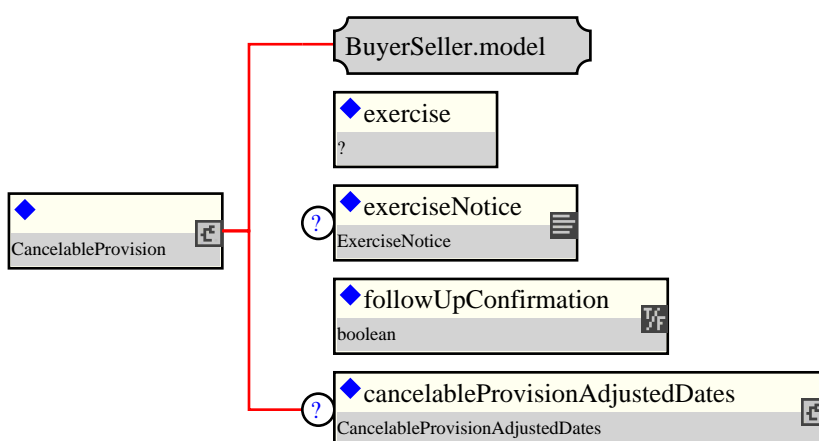 BuyerSeller.model
exercise
?
CancelableProvision
? exerciseNotice
ExerciseNotice
followUpConfirmation
T/F
boolean
? cancelableProvisionAdjustedDates
CancelableProvisionAdjustedDates